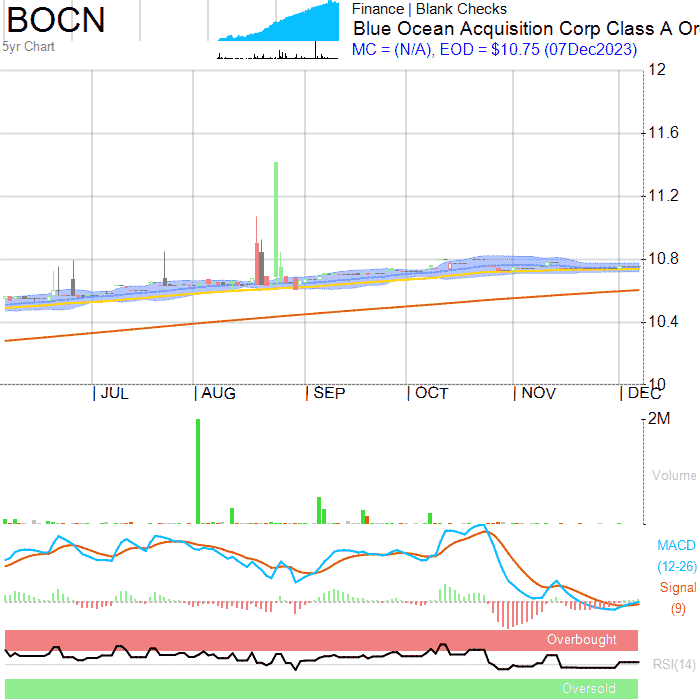 BOCN
5yr Chart
Finance | Blank Checks
Blue Ocean Acquisition Corp Class A Or
MC = (N/A), EOD = $10.75 (07Dec2023)
12
11.6
11.2
10.8
10.4
10
JUL AUG SEP OCT NOV DEC
2M
Volume
MACD
(12-26)
Signal
(9)
Overbought
RSI(14)
Oversold